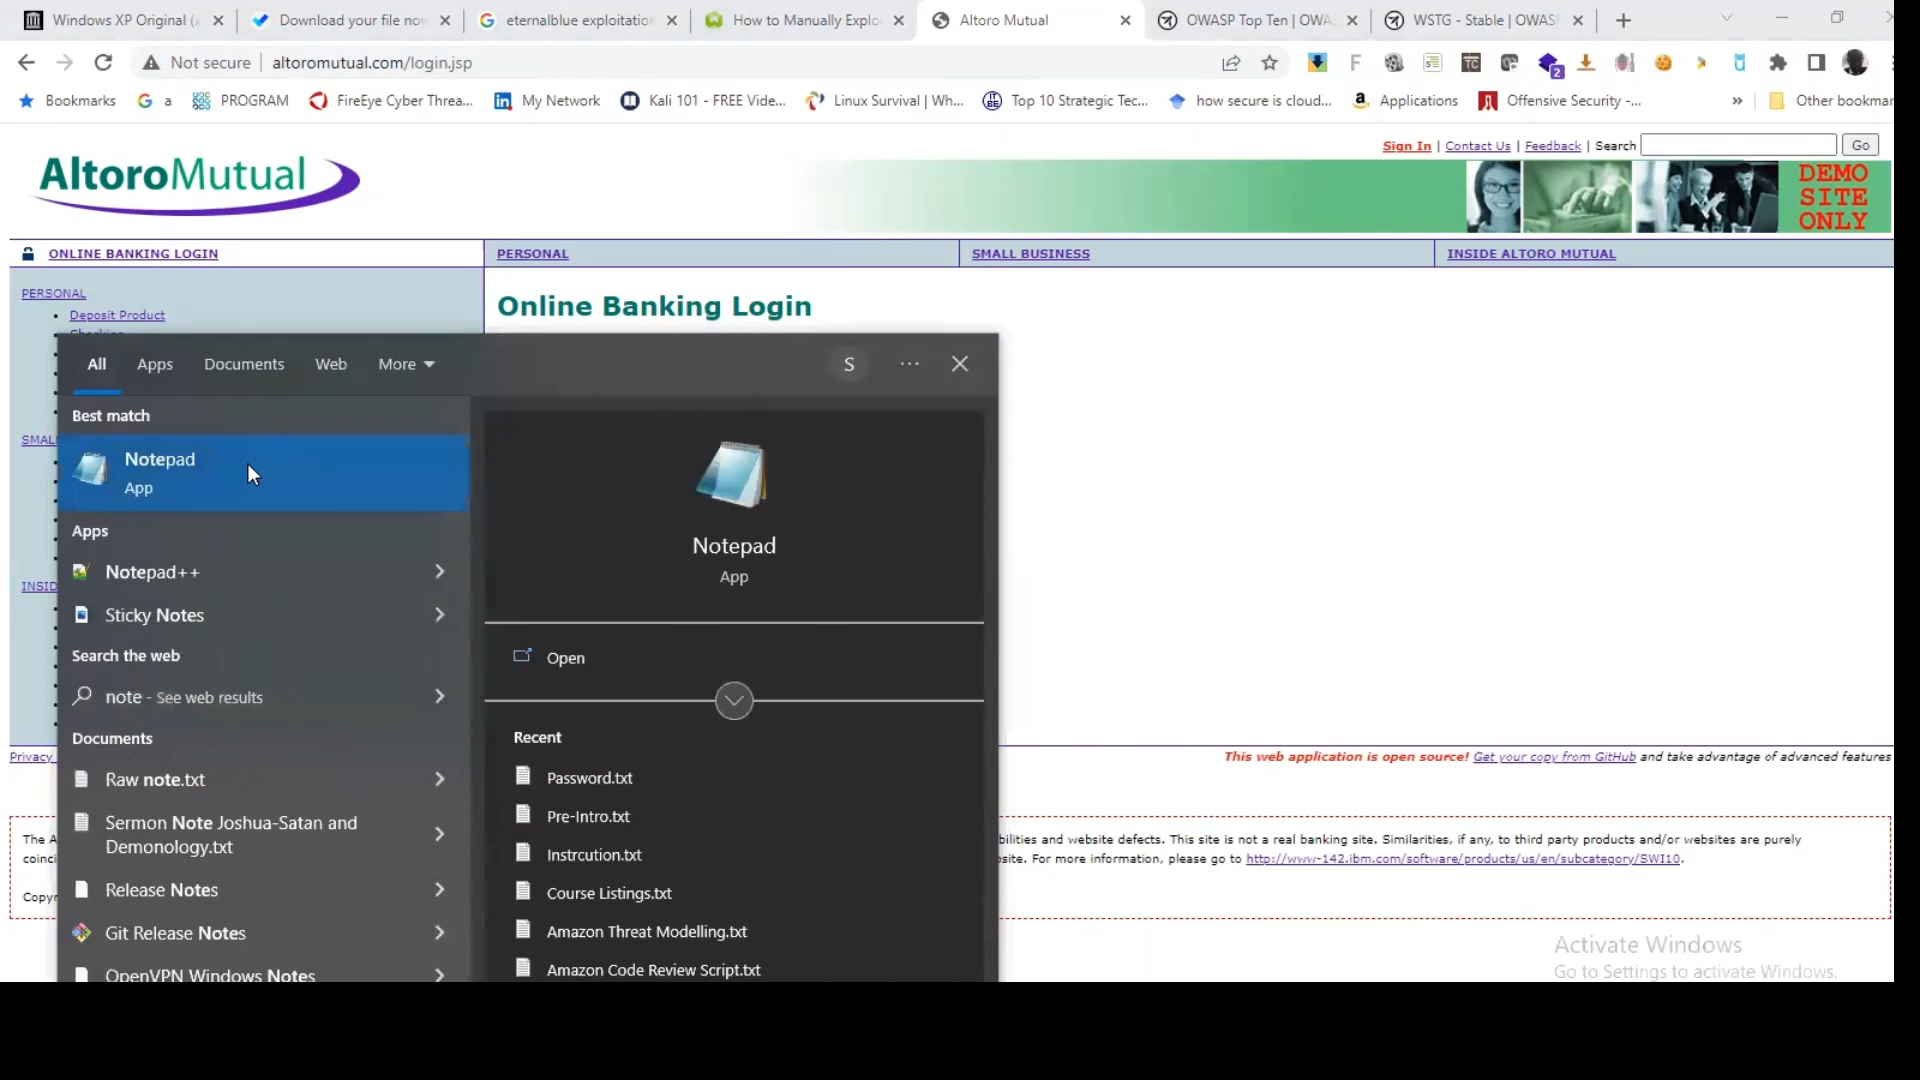 Windows XP Original (x
Download your file now
eternalblue exploitation
How to Manually Explo
Altoro Mutual
OWASP Top Ten | OWA
WSTG - Stable | OWAS
Not secure | altoromutual.com/login.jsp
Bookmarks
a
PROGRAM
FireEye Cyber Threa...
My Network
Kali 101 - FREE Vide...
Linux Survival | Wh...
Top 10 Strategic Tec...
how secure is cloud...
Applications
Offensive Security -...
»
Other bookmar
Sign In | Contact Us | Feedback | Search
Go
AltoroMutual
DEMO
SITE
ONLY
ONLINE BANKING LOGIN
PERSONAL
SMALL BUSINESS
INSIDE ALTORO MUTUAL
PERSONAL
Deposit Product
Checking
SMAL
INSID
Online Banking Login
All
Apps
Documents
Web
More
S
Best match
Notepad
App
Apps
Notepad++
Sticky Notes
Search the web
note - See web results
Documents
Raw note.txt
Sermon Note Joshua-Satan and
Demonology.txt
Release Notes
Git Release Notes
OpenVPN Windows Notes
Notepad
App
Open
Recent
Password.txt
Pre-Intro.txt
Instrcution.txt
Course Listings.txt
Amazon Threat Modelling.txt
Amazon Code Review Script.txt
Privacy
This web application is open source! Get your copy from GitHub and take advantage of advanced features
The A
bilities and website defects. This site is not a real banking site. Similarities, if any, to third party products and/or websites are purely
coinci
site. For more information, please go to http://www-142.ibm.com/software/products/us/en/subcategory/SWI10.
Copyr
Activate Windows
Go to Settings to activate Windows.